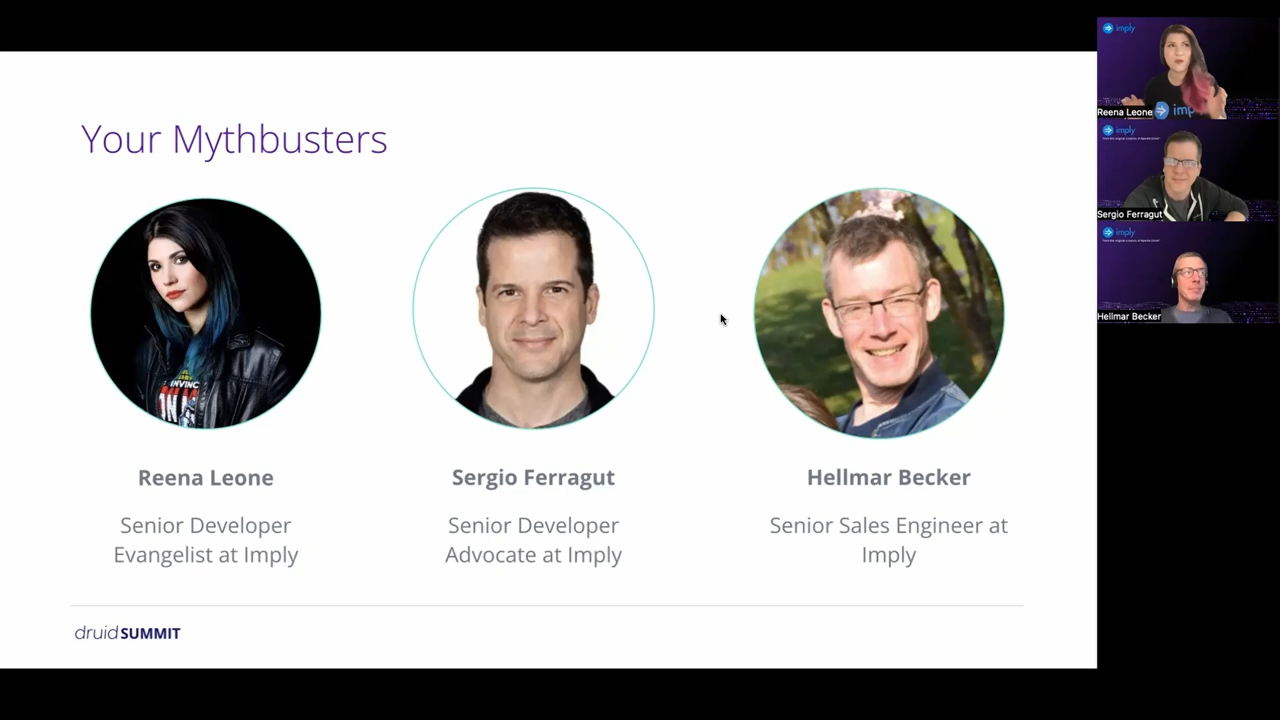 Your Mythbusters
Reena Leone
Senior Developer
Evangelist at Imply
Sergio Ferragut
Senior Developer
Advocate at Imply
Hellmar Becker
Senior Sales Engineer at
Imply
druid SUMMIT
imply
imply
Reena Leone
imply
Sergio Ferragut
imply
Hellmar Becker